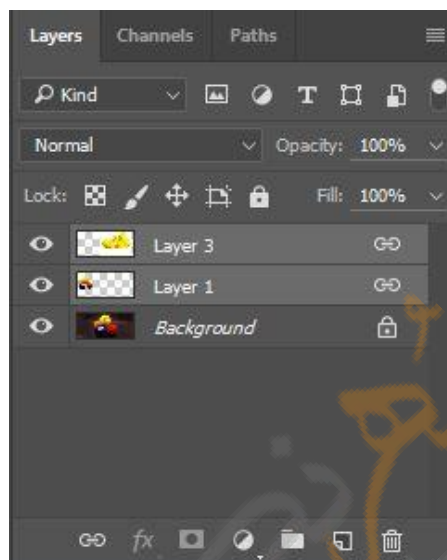 Layers Channels Paths
Kind T
Normal Opacity: 100%
Lock: Fill: 100%
Layer 3
Layer 1
Background
fx